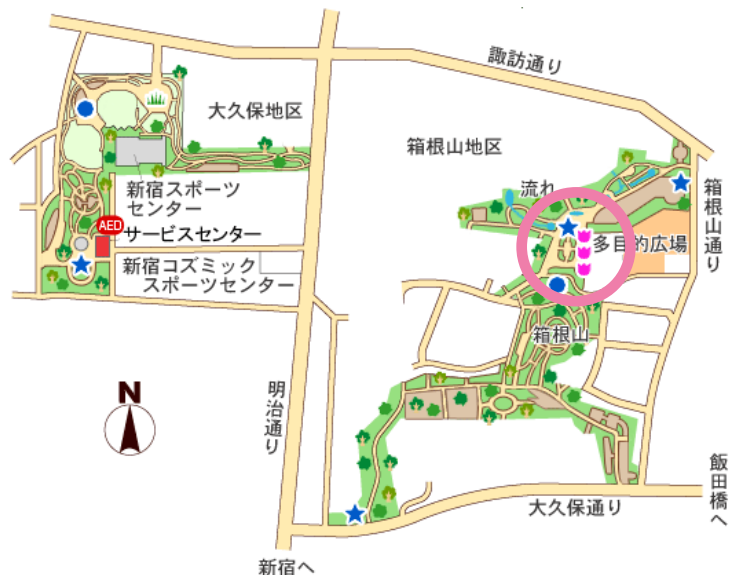 諏訪通り
大久保地区
箱根山地区
新宿スポーツ
センター
流れ
箱根山通り
AED
サービスセンター
多目的広場
新宿コズミック
スポーツセンター
箱根山
N
明治通り
飯田橋へ
大久保通り
新宿へ